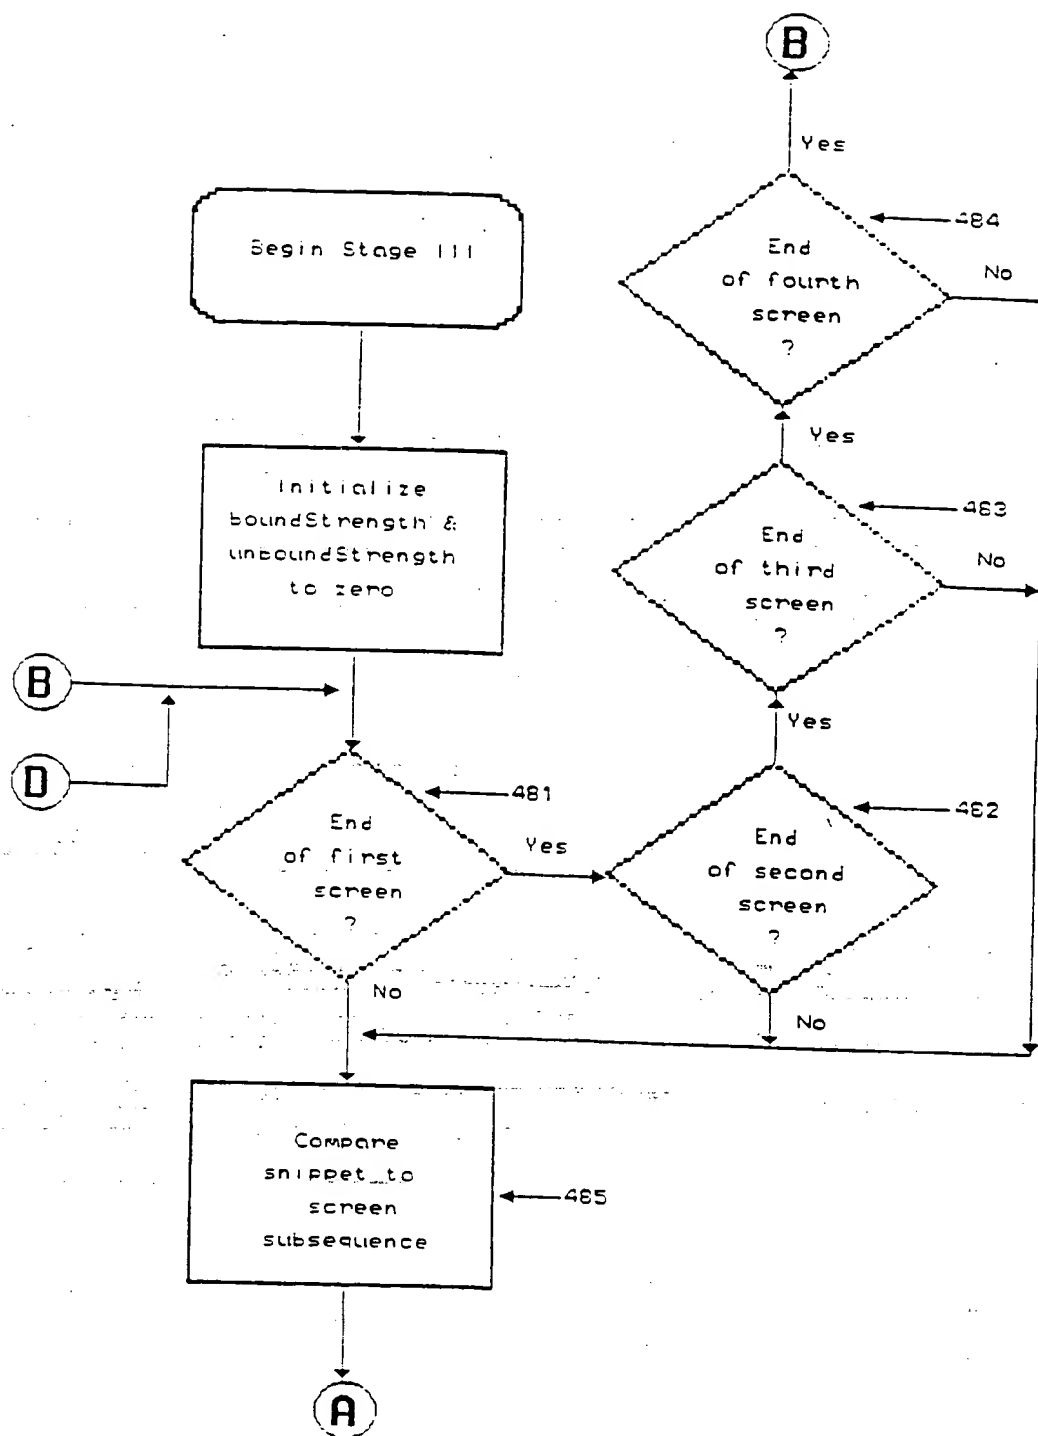 B
Yes
484
Begin Stage III
End
of fourth
screen
?
No
Yes
Initialize
boundStrength &
unboundStrength
to zero
483
End
of third
screen
?
No
B
Yes
D
481
482
End
of first
screen
?
Yes
End
of second
screen
?
No
No
Compare
snippet to
screen
subsequence
485
A